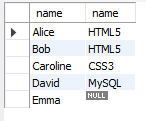 name name
Alice HTML5
Bob HTML5
Caroline CSS3
David MySQL
Emma NULL